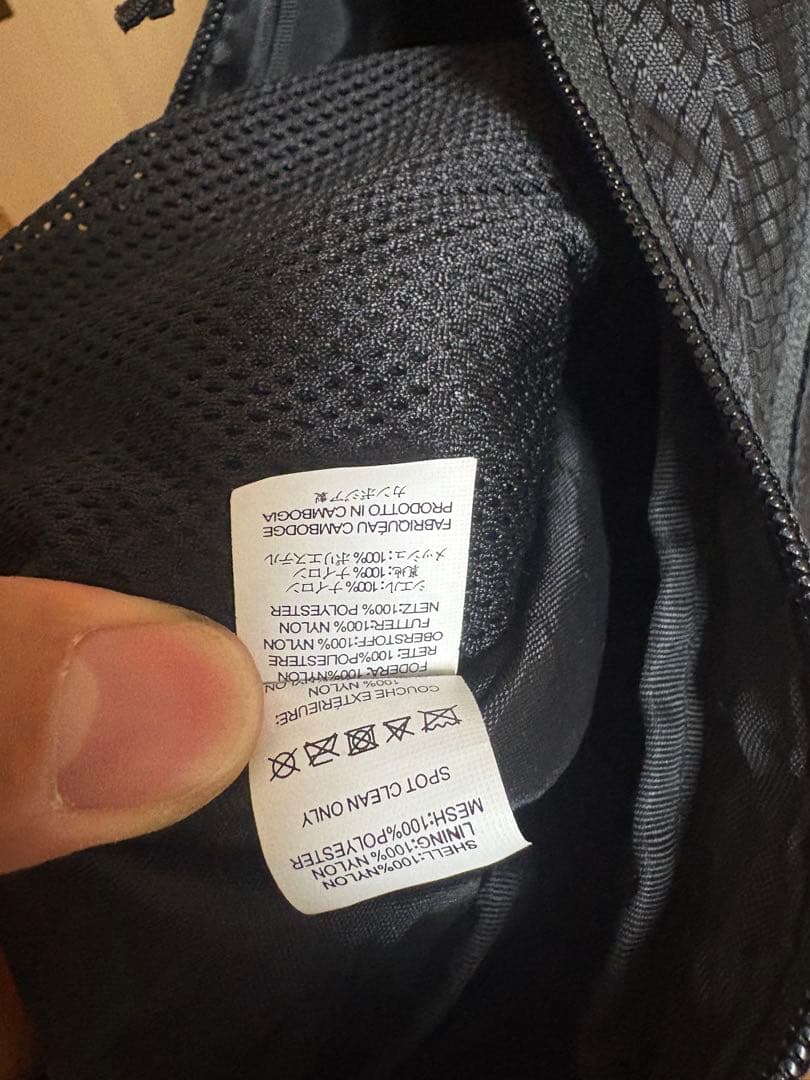 SHELL:100%NYLON
LINING:100% NYLON
MESH:100%POLYESTER
SPOT CLEAN ONLY
COUCHE EXTÉRIEURE:
100% NYLON
FODERA: 100%NYLON
RETE: 100%POLIESTERE
OBERSTOFF:100% NYLON
FUTTER:100% NYLON
NETZ:100% POLYESTER
シエル:100%ナイロン
裏地:100%ナイロン
メッシュ:100%ポリエステル
FABRIQUÉAU CAMBODGE
PRODOTTO IN CAMBOGIA
カンボジア製